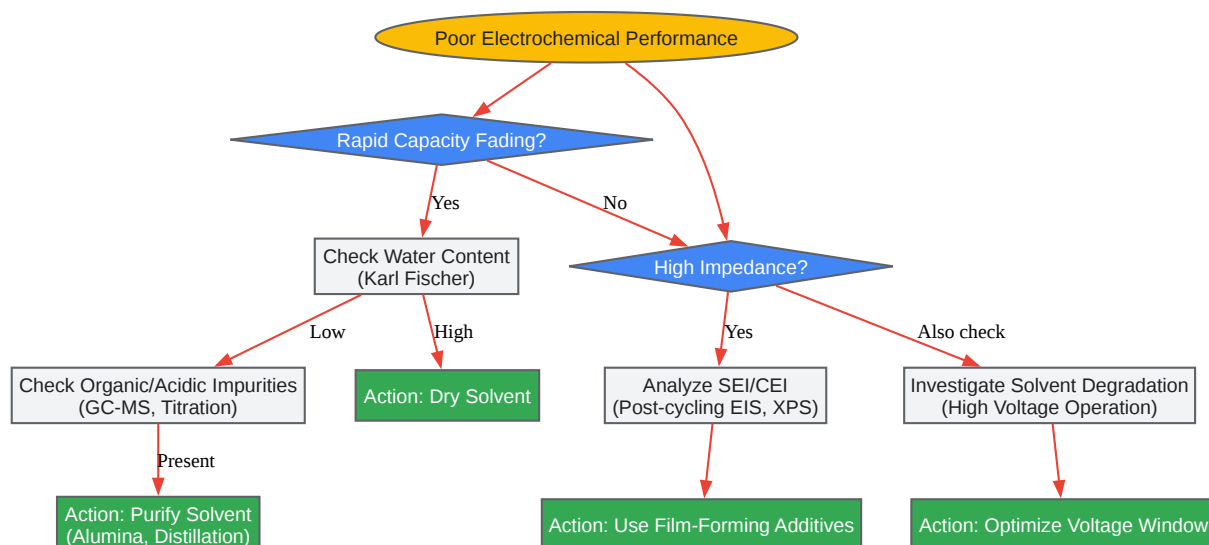 Poor Electrochemical Performance
Rapid Capacity Fading?
Yes
No
Check Water Content
(Karl Fischer)
High Impedance?
Low
High
Yes
Also check
Check Organic/Acidic Impurities
(GC-MS, Titration)
Action: Dry Solvent
Analyze SEI/CEI
(Post-cycling EIS, XPS)
Investigate Solvent Degradation
(High Voltage Operation)
Present
Action: Purify Solvent
(Alumina, Distillation)
Action: Use Film-Forming Additives
Action: Optimize Voltage Window